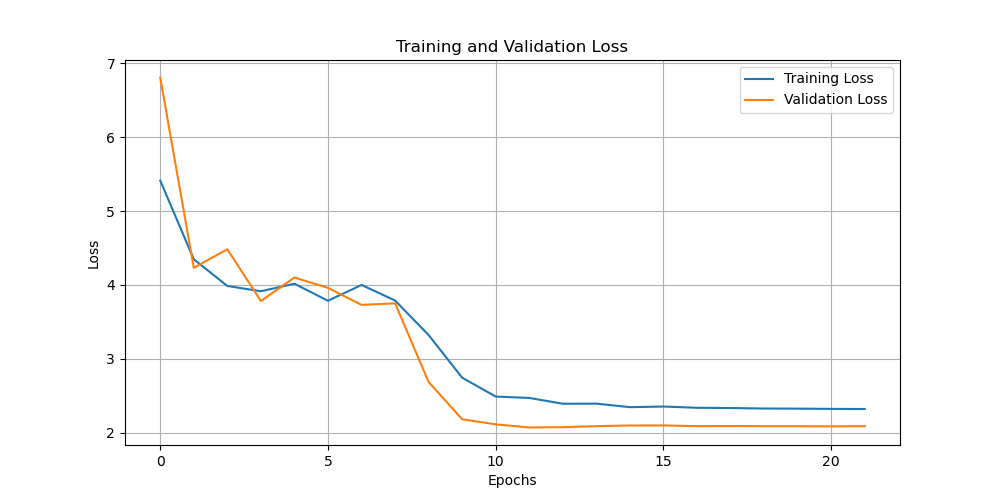 Training and Validation Loss
Training Loss
Validation Loss
7
6
5
4
3
2
Loss
0 5 10 15 20
Epochs